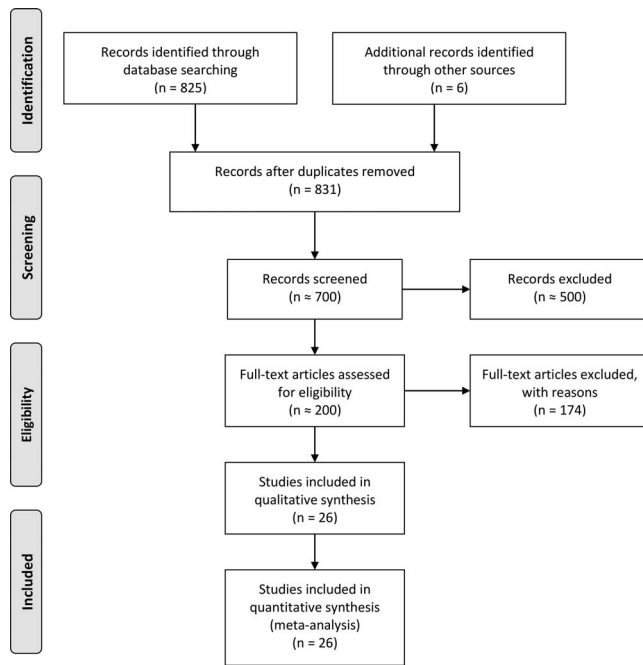 Identification
Records identified through
database searching
(n = 825)
Additional records identified
through other sources
(n = 6)
Records after duplicates removed
(n = 831)
Screening
Records screened
(n ≈ 700)
Records excluded
(n ≈ 500)
Eligibility
Full-text articles assessed
for eligibility
(n ≈ 200)
Full-text articles excluded,
with reasons
(n = 174)
Studies included in
qualitative synthesis
(n = 26)
Included
Studies included in
quantitative synthesis
(meta-analysis)
(n = 26)